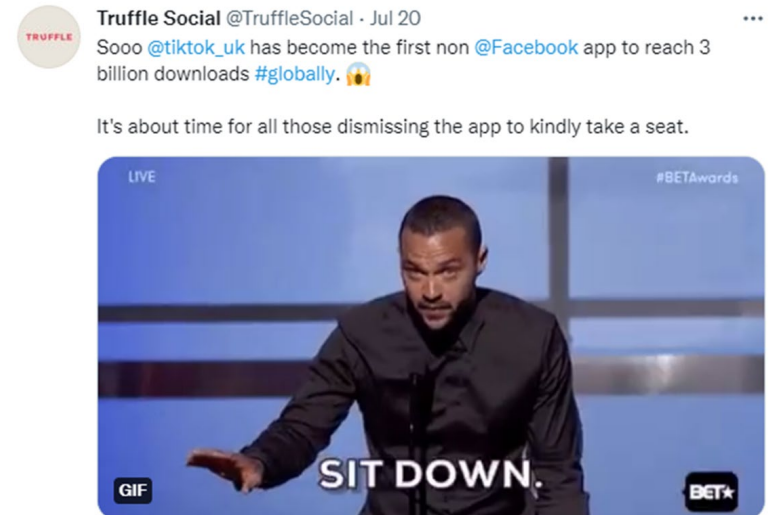 Truffle Social @TruffleSocial · Jul 20
TRUFFLE
Sooo @tiktok_uk has become the first non @Facebook app to reach 3
billion downloads #globally. 😱
It's about time for all those dismissing the app to kindly take a seat.
LIVE
#BETAwards
SIT DOWN.
GIF
BET★